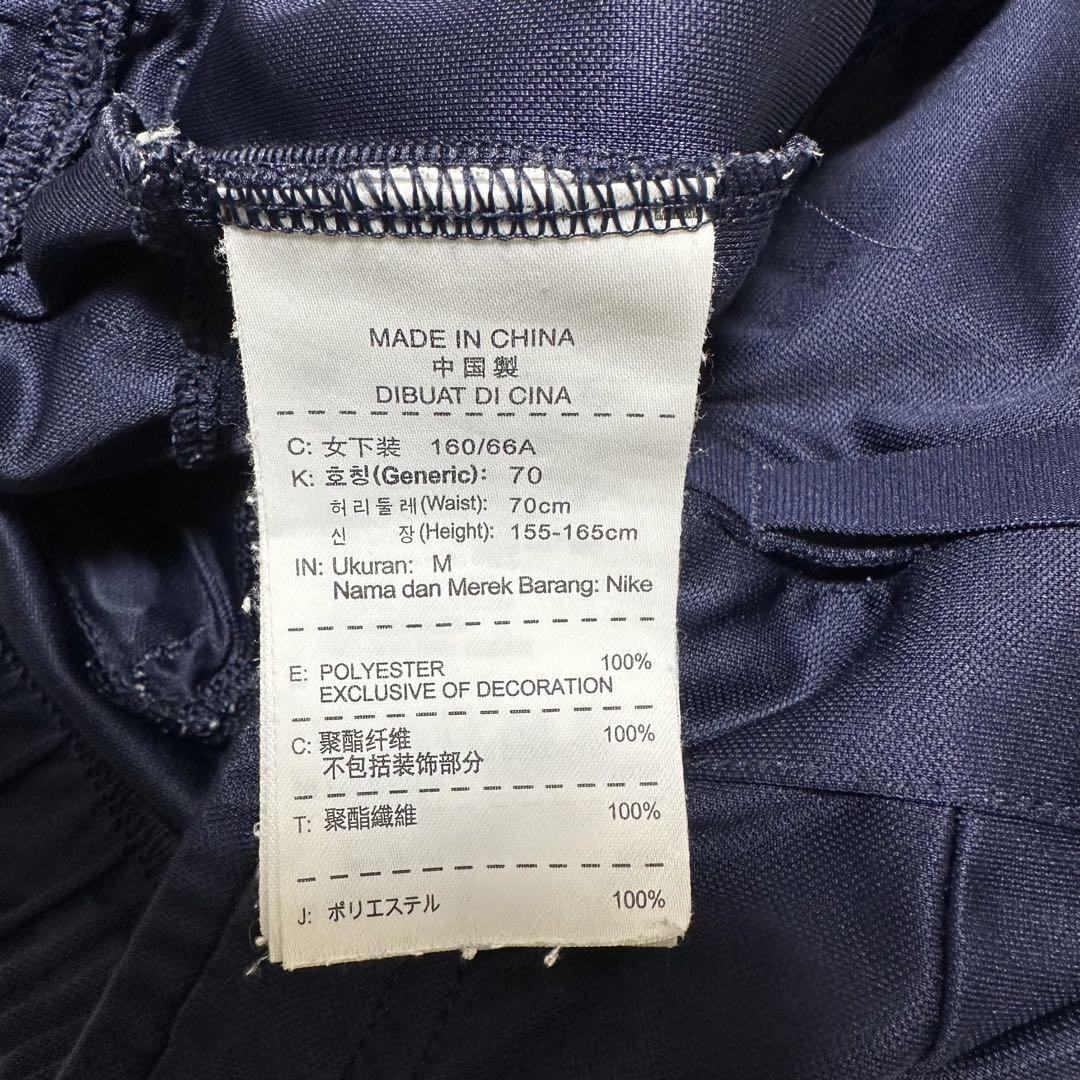 MADE IN CHINA
中国製
DIBUAT DI CINA
C: 女下装 160/66A
K: 호칭(Generic): 70
허리둘레(Waist): 70cm
신 장(Height): 155-165cm
IN: Ukuran: M
Nama dan Merek Barang: Nike
E: POLYESTER 100%
EXCLUSIVE OF DECORATION
C: 聚酯纤维 100%
不包括装饰部分
T: 聚酯纖維 100%
J: ポリエステル 100%